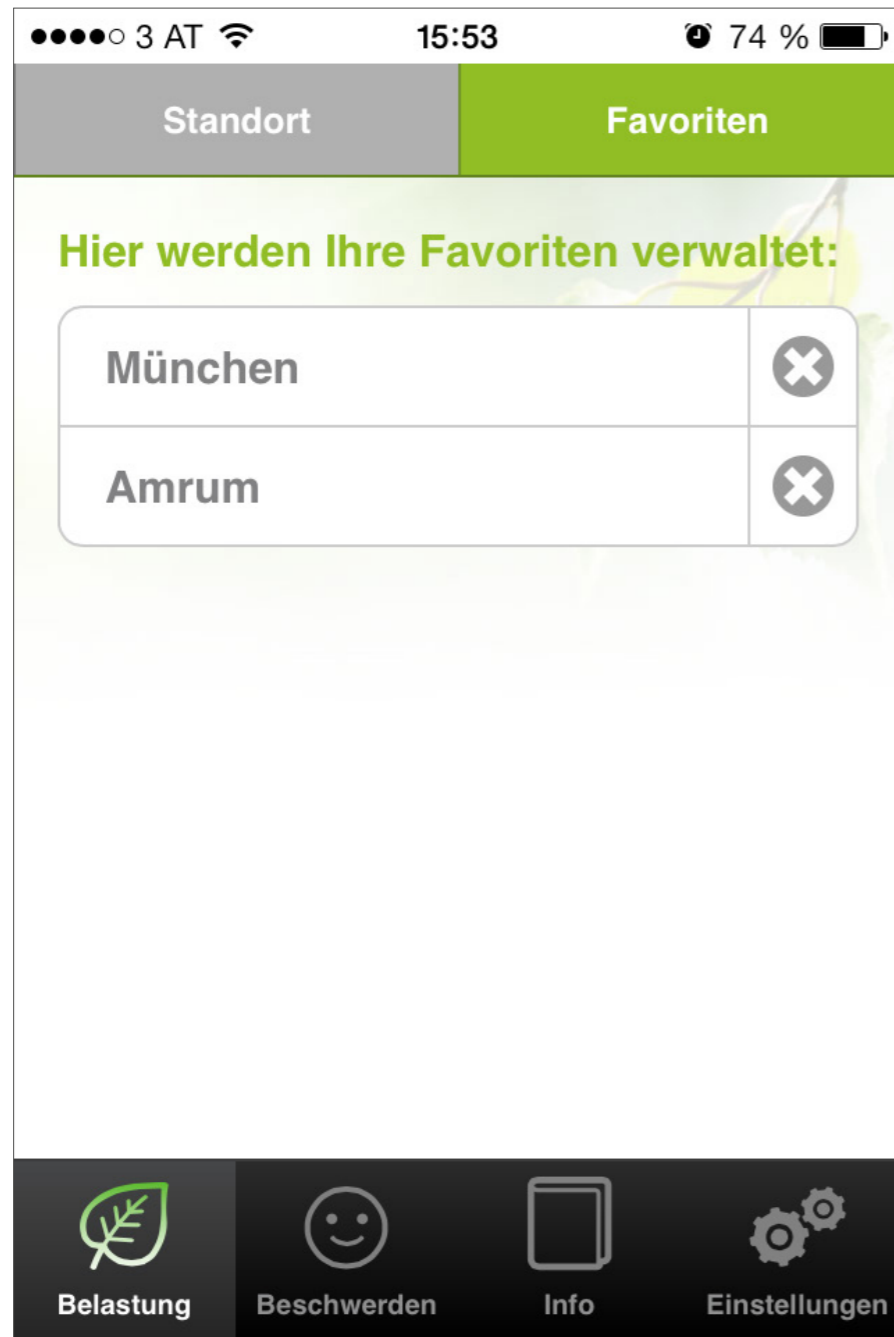 3 AT 15:53 74 %
Standort Favoriten
Hier werden Ihre Favoriten verwaltet:
München
Amrum
Belastung Beschwerden Info Einstellungen